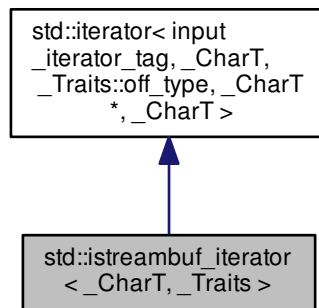 std::iterator< input
_iterator_tag, _CharT,
_Traits::off_type, _CharT
*, _CharT >
std::istreambuf_iterator
< _CharT, _Traits >